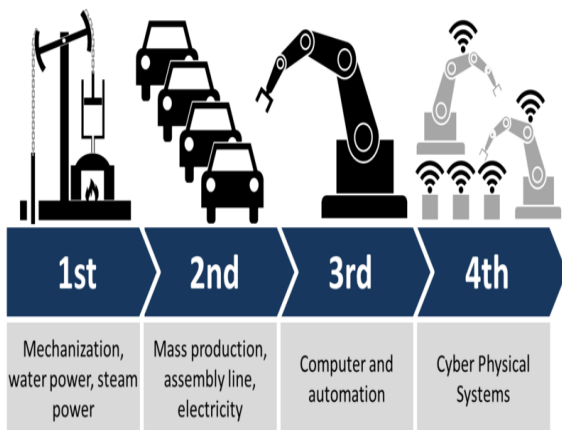 1st
2nd
3rd
4th
Mechanization,
water power, steam
power
Mass production,
assembly line,
electricity
Computer and
automation
Cyber Physical
Systems